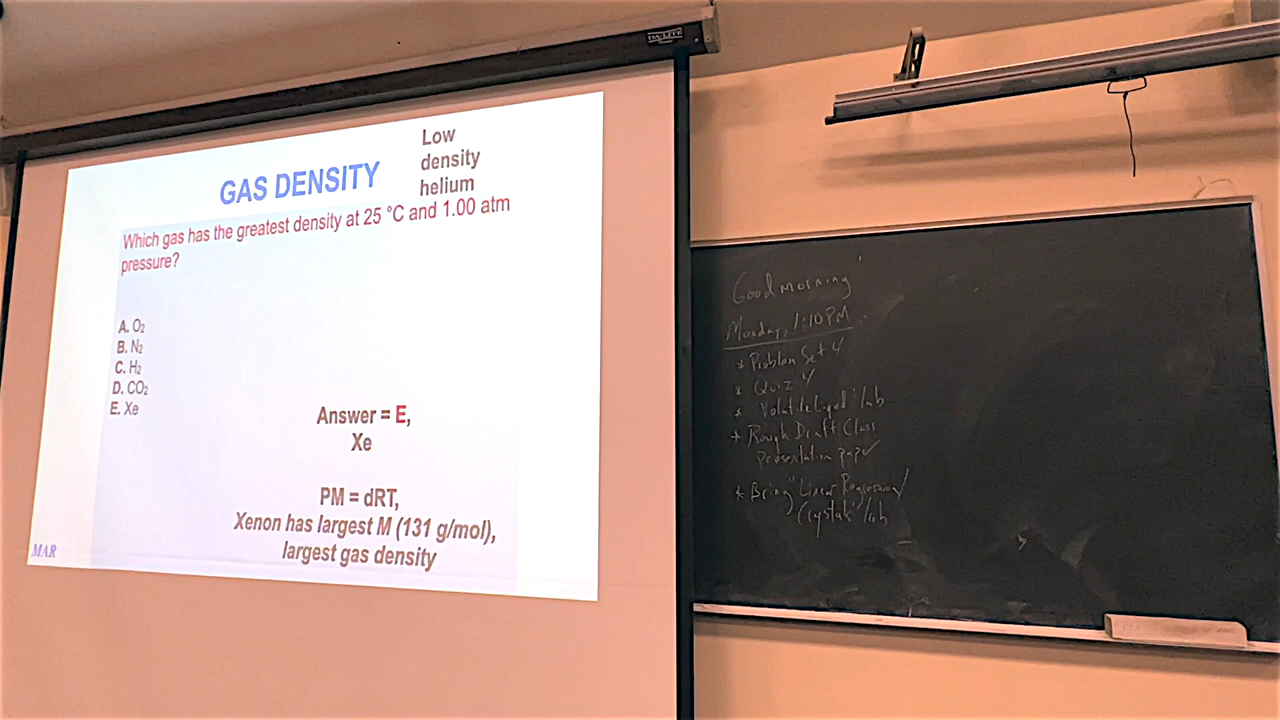 DA-LITE
Low
density
helium
GAS DENSITY
Which gas has the greatest density at 25 °C and 1.00 atm
pressure?
A. O₂
B. N₂
C. H₂
D. CO₂
E. Xe
Answer = E,
Xe
PM = dRT,
Xenon has largest M (131 g/mol),
largest gas density
MAR
Good morning
Monday, 1:10 PM
* Problem Set 4
* Quiz 4
* "Volatile Liquid" lab
* Rough Draft Class
Presentation paper
* Bring "Linear Regression/
Crystals" lab